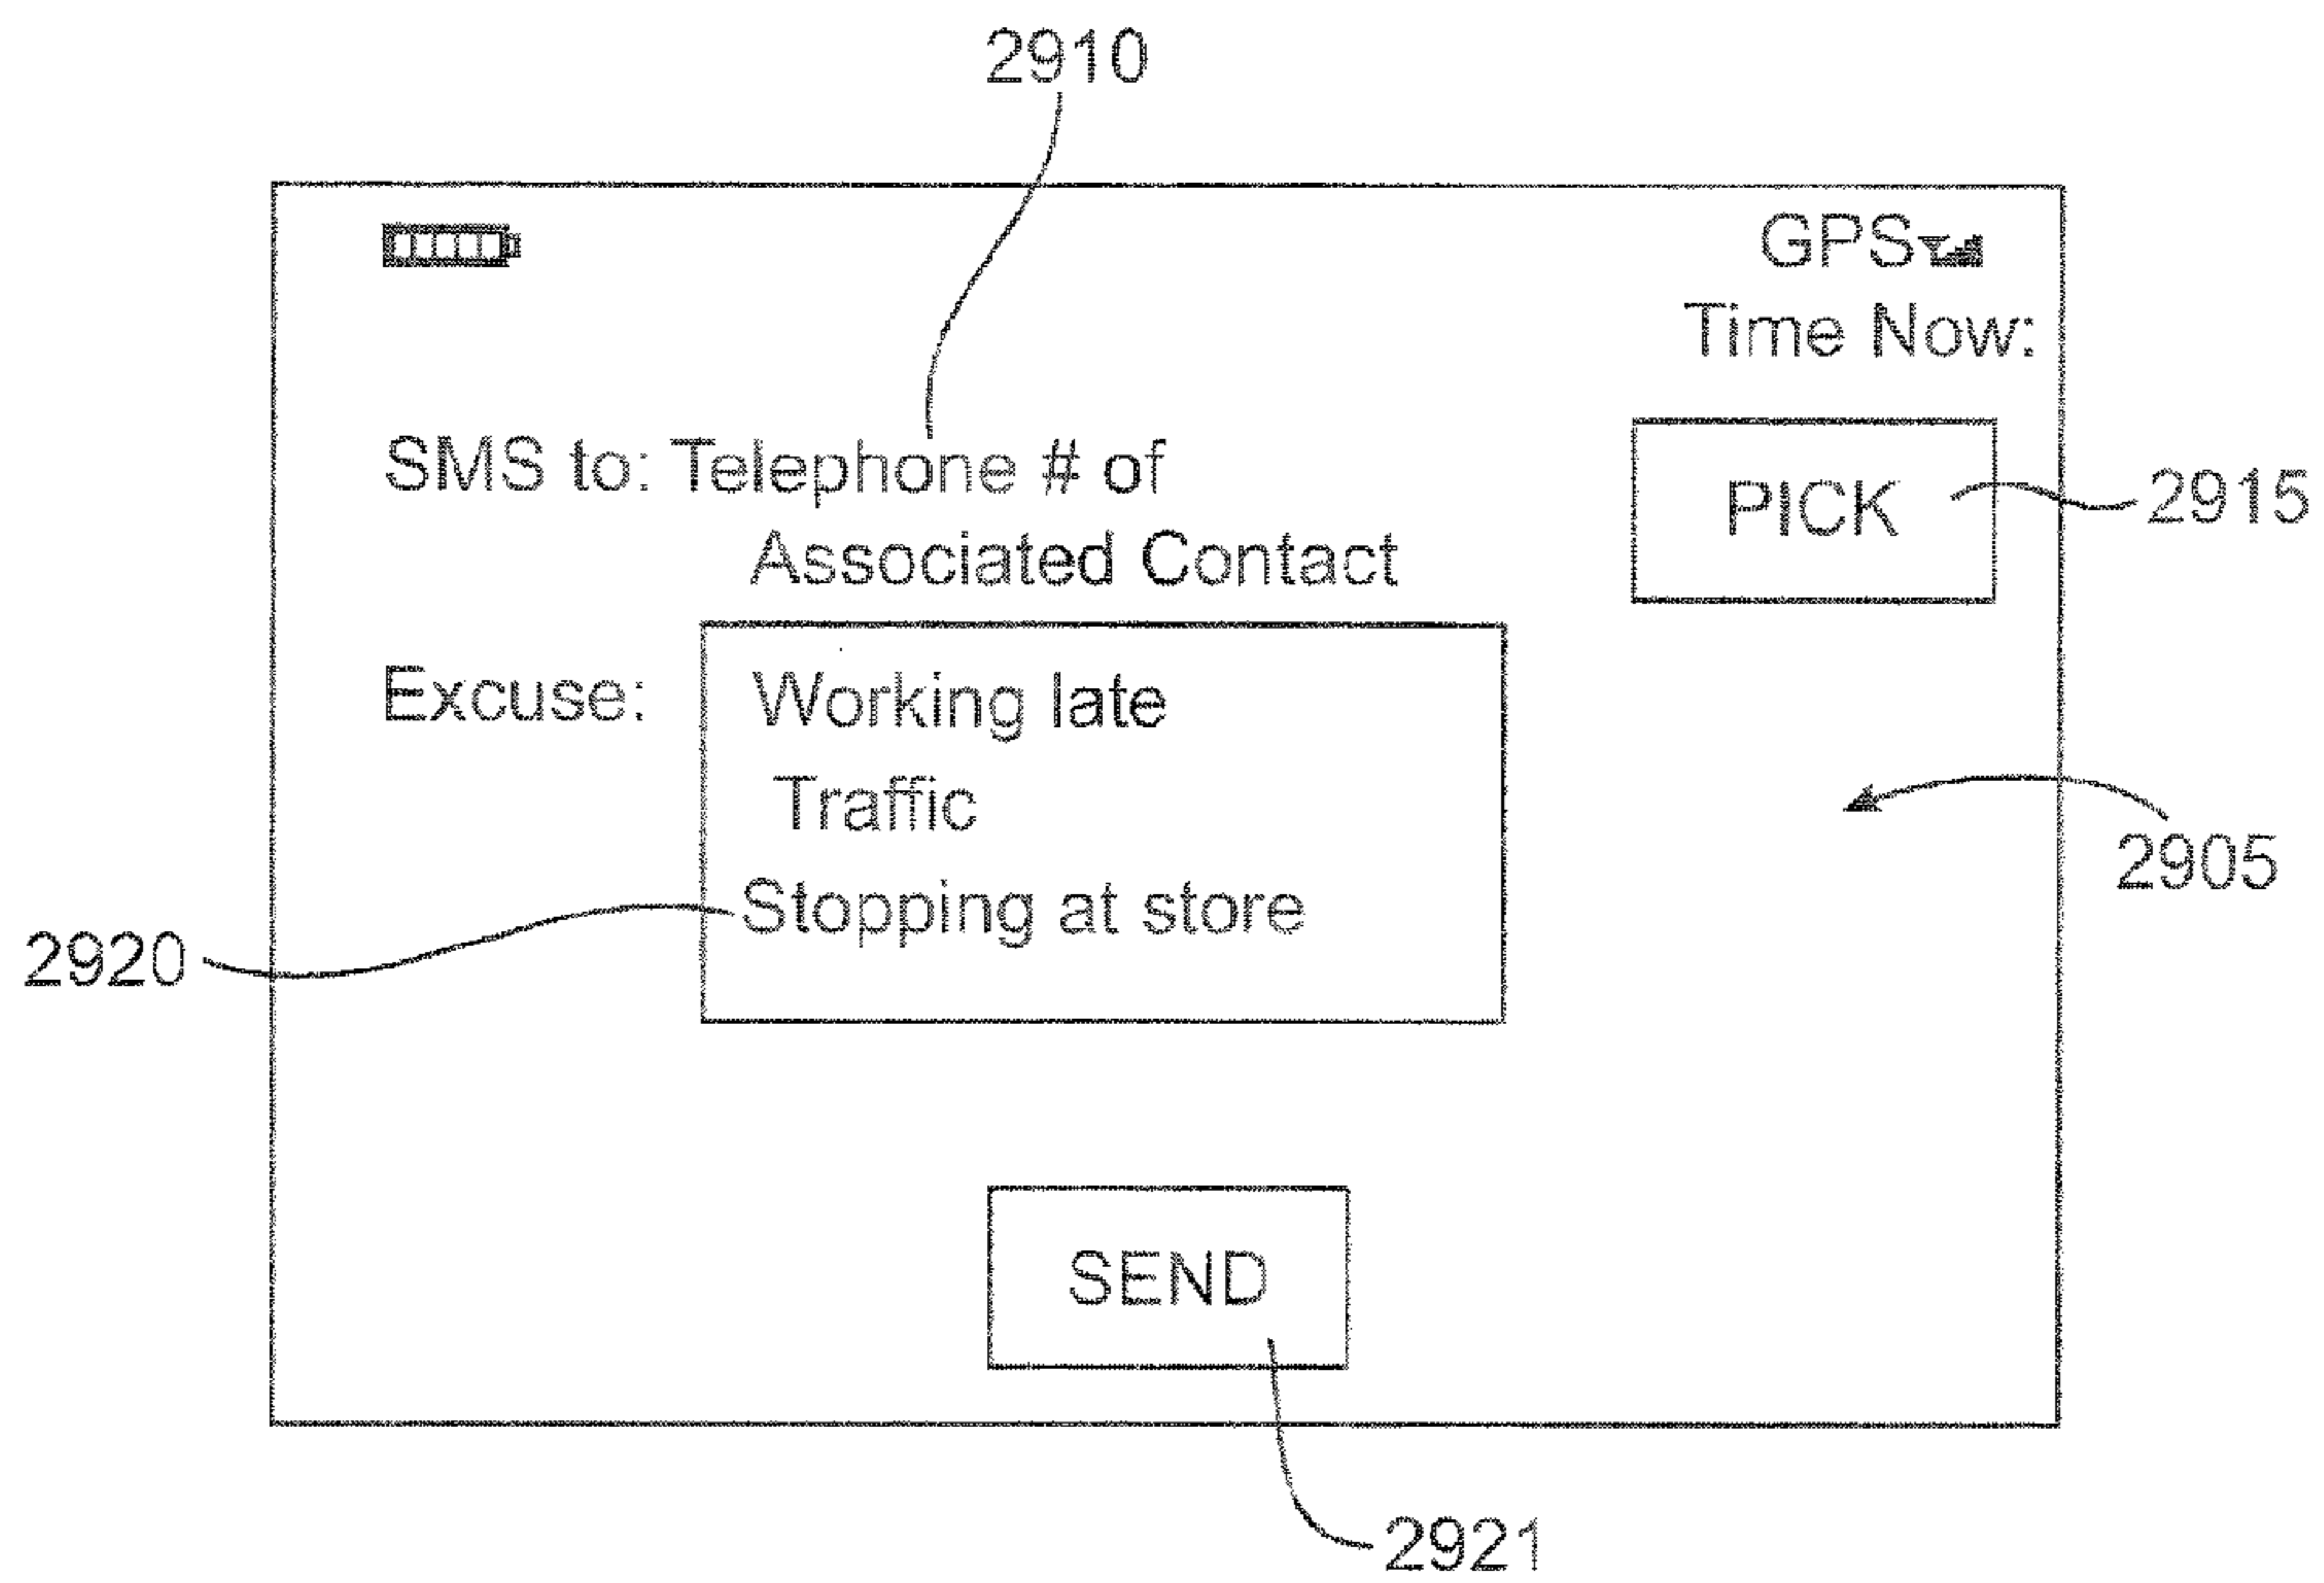 2910
GPS
Time Now:
SMS to: Telephone # of
Associated Contact
PICK
2915
Excuse:
Working late
Traffic
Stopping at store
2905
2920
SEND
2921